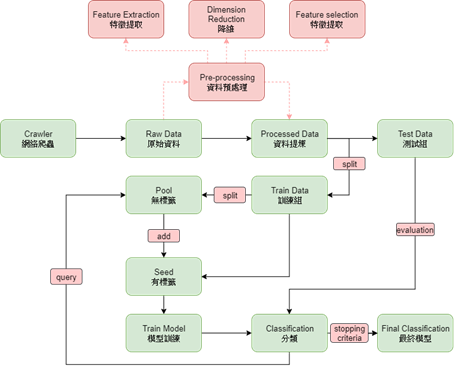 Feature Extraction
特徵提取
Dimension
Reduction
降維
Feature selection
特徵提取
Pre-processing
資料預處理
Crawler
網絡爬蟲
Raw Data
原始資料
Processed Data
資料提煉
Test Data
測試組
split
Pool
無標籤
split
Train Data
訓練組
add
evaluation
Seed
有標籤
query
Train Model
模型訓練
Classification
分類
stopping
criteria
Final Classification
最終模型